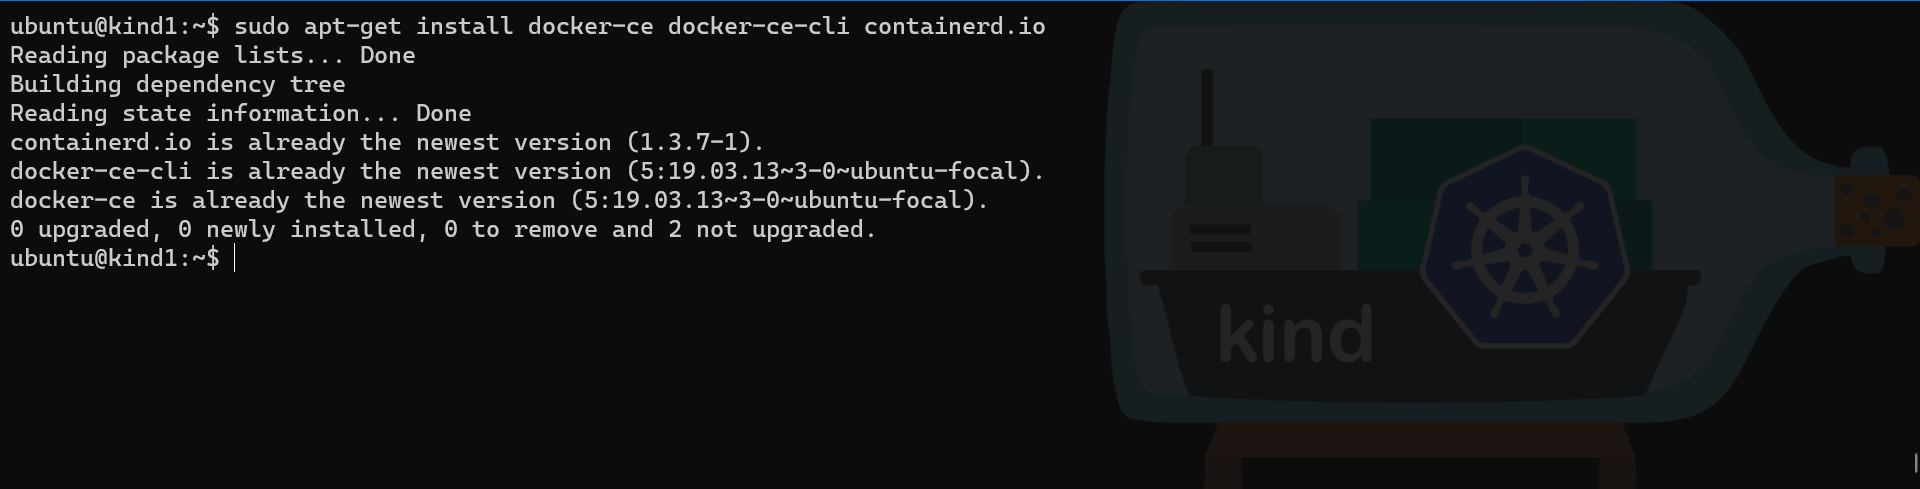 ubuntu@kind1:~$ sudo apt-get install docker-ce docker-ce-cli containerd.io
Reading package lists... Done
Building dependency tree
Reading state information... Done
containerd.io is already the newest version (1.3.7-1).
docker-ce-cli is already the newest version (5:19.03.13~3-0~ubuntu-focal).
docker-ce is already the newest version (5:19.03.13~3-0~ubuntu-focal).
0 upgraded, 0 newly installed, 0 to remove and 2 not upgraded.
ubuntu@kind1:~$
kind